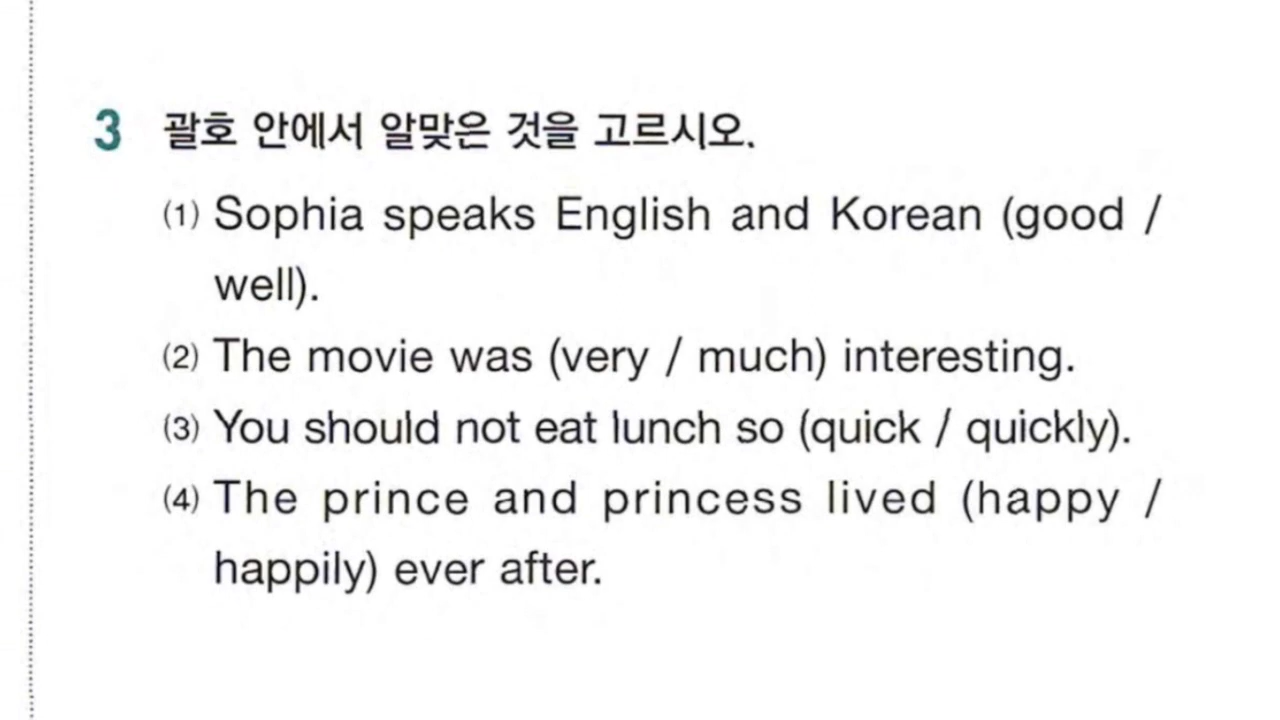 3 괄호 안에서 알맞은 것을 고르시오.
(1) Sophia speaks English and Korean (good /
well).
(2) The movie was (very / much) interesting.
(3) You should not eat lunch so (quick / quickly).
(4) The prince and princess lived (happy /
happily) ever after.